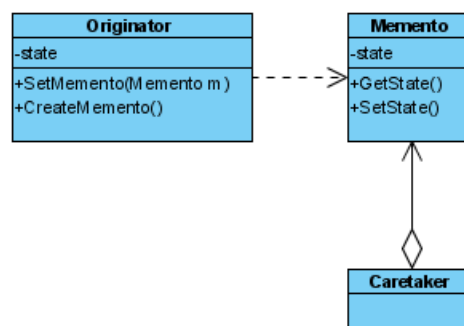 Originator
-state
+SetMemento(Memento m )
+CreateMemento()
Memento
-state
+GetState()
+SetState()
Caretaker